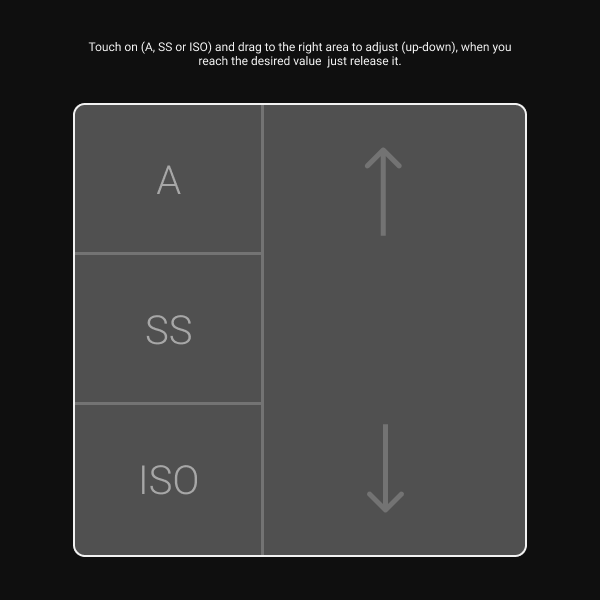 Touch on (A, SS or ISO) and drag to the right area to adjust (up-down), when you
reach the desired value  just release it.
A
SS
ISO